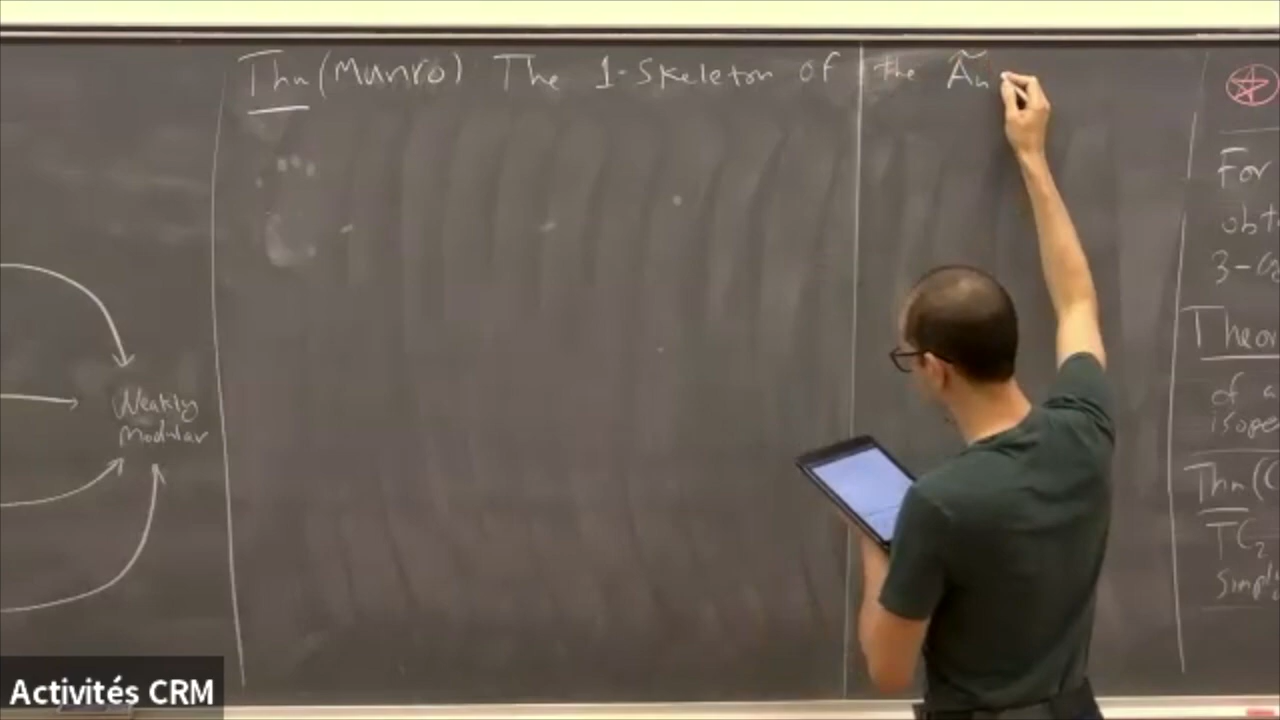 Thm (Munro) The 1-Skeleton of the Ãn
Weakly
Modular
For
obt
3-
Theor
of a
isope
Thm (C
TC2
Simply
Activités CRM